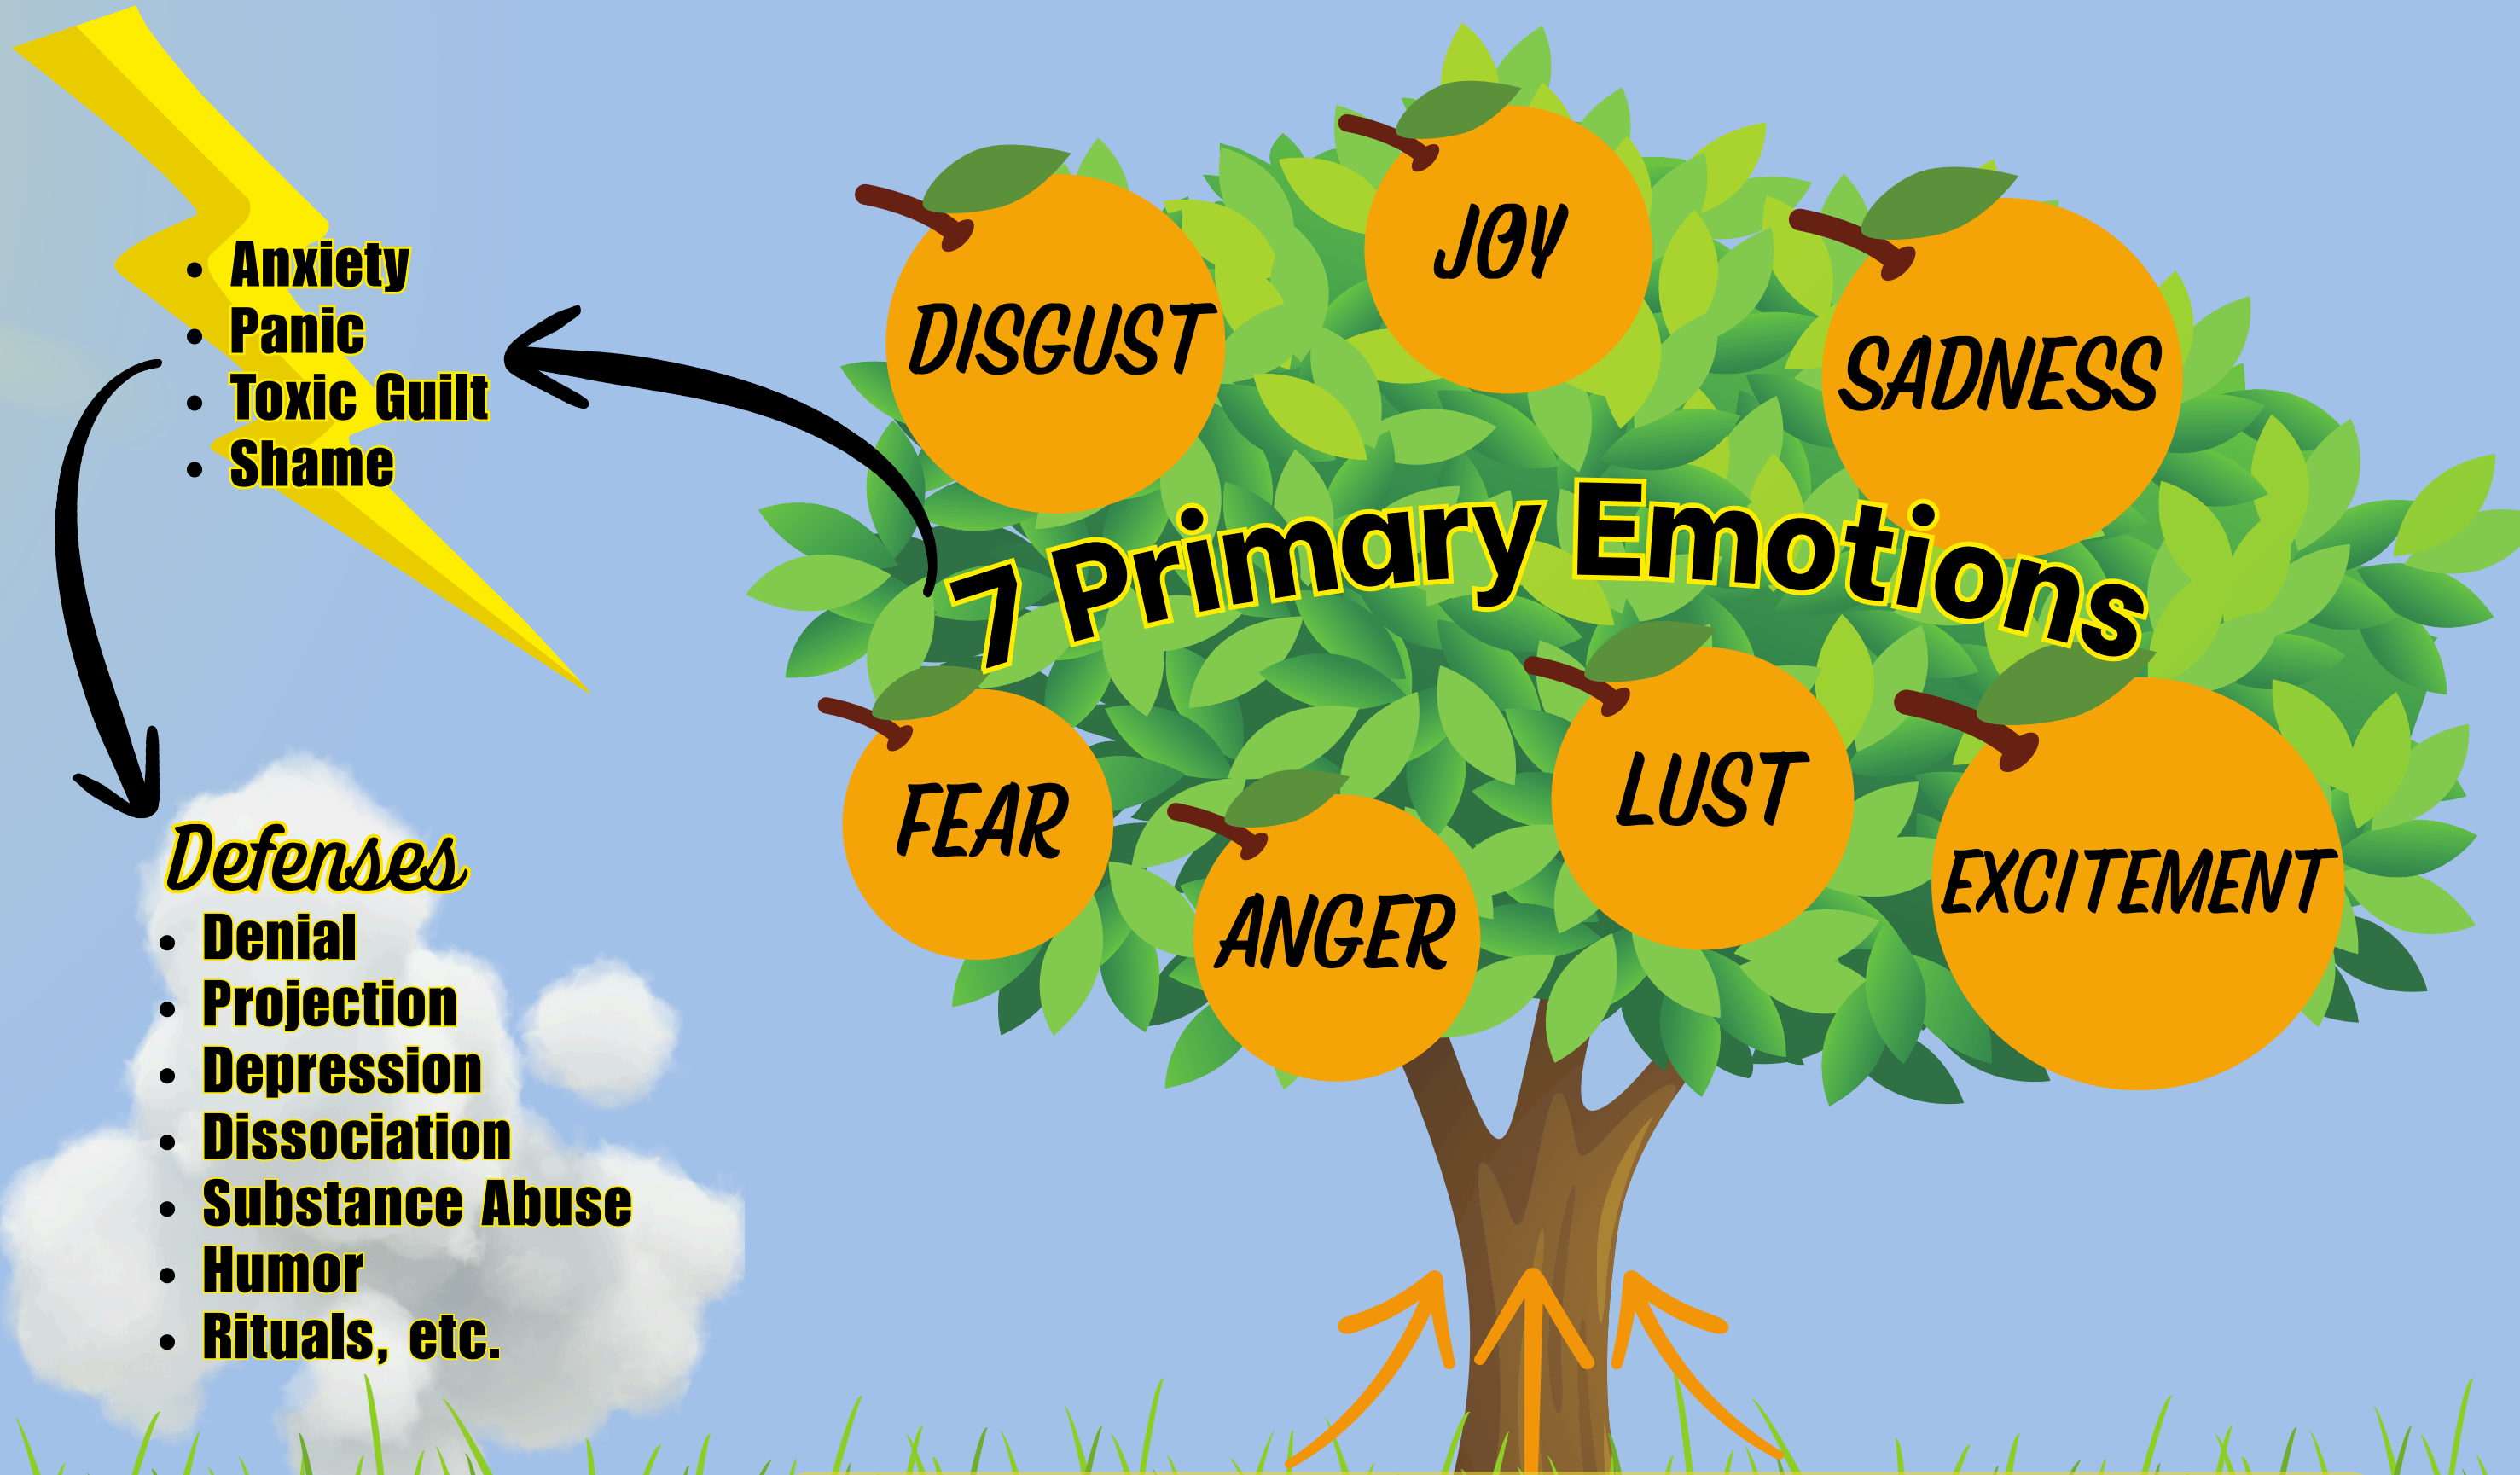 Anxiety
Panic
Toxic Guilt
Shame
Defenses
Denial
Projection
Depression
Dissociation
Substance Abuse
Humor
Rituals, etc.
DISGUST
JOY
SADNESS
7 Primary Emotions
FEAR
ANGER
LUST
EXCITEMENT